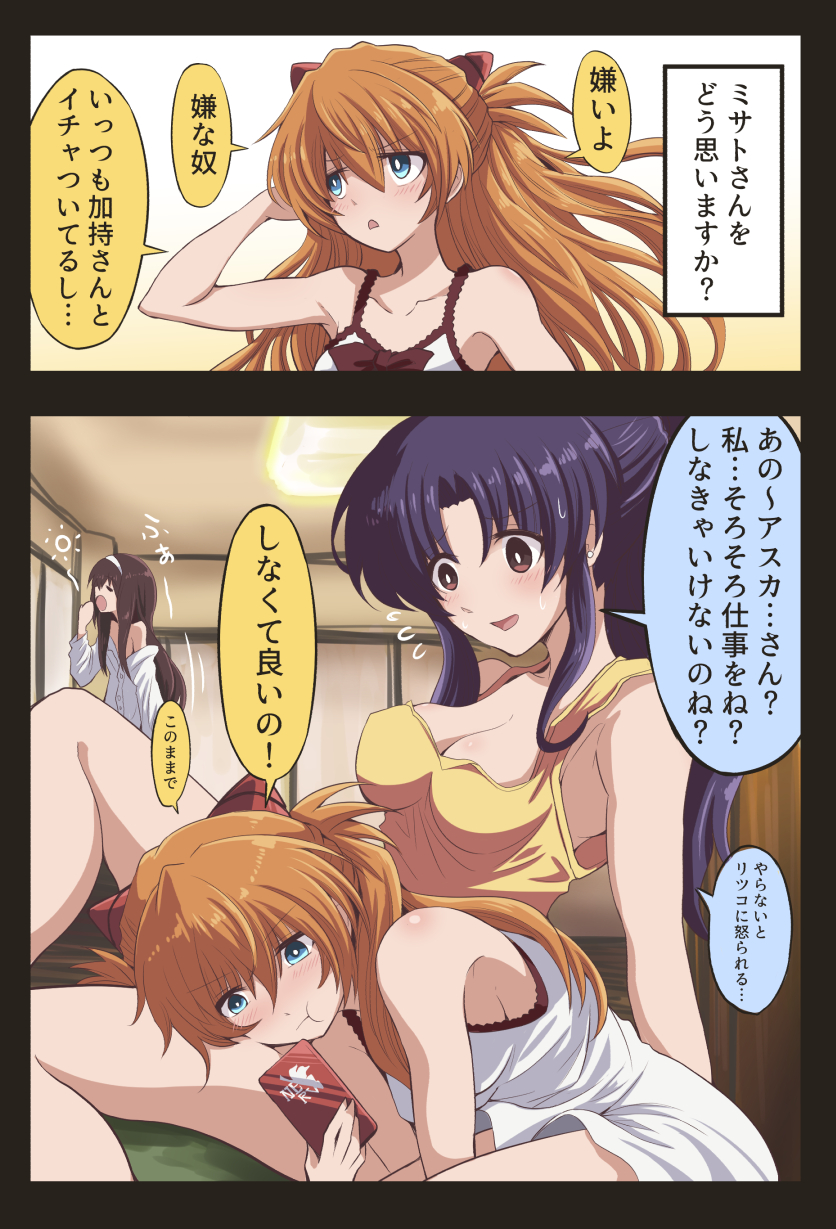 ミサトさんを
どう思いますか？
嫌いよ
嫌な奴
いっつも加持さんと
イチャついてるし…
あの～アスカ…さん？
私…そろそろ仕事をね？
しなきゃいけないのね？
しなくて良いの！
ふぁー
このままで
やらないと
リツコに怒られる…
NERV